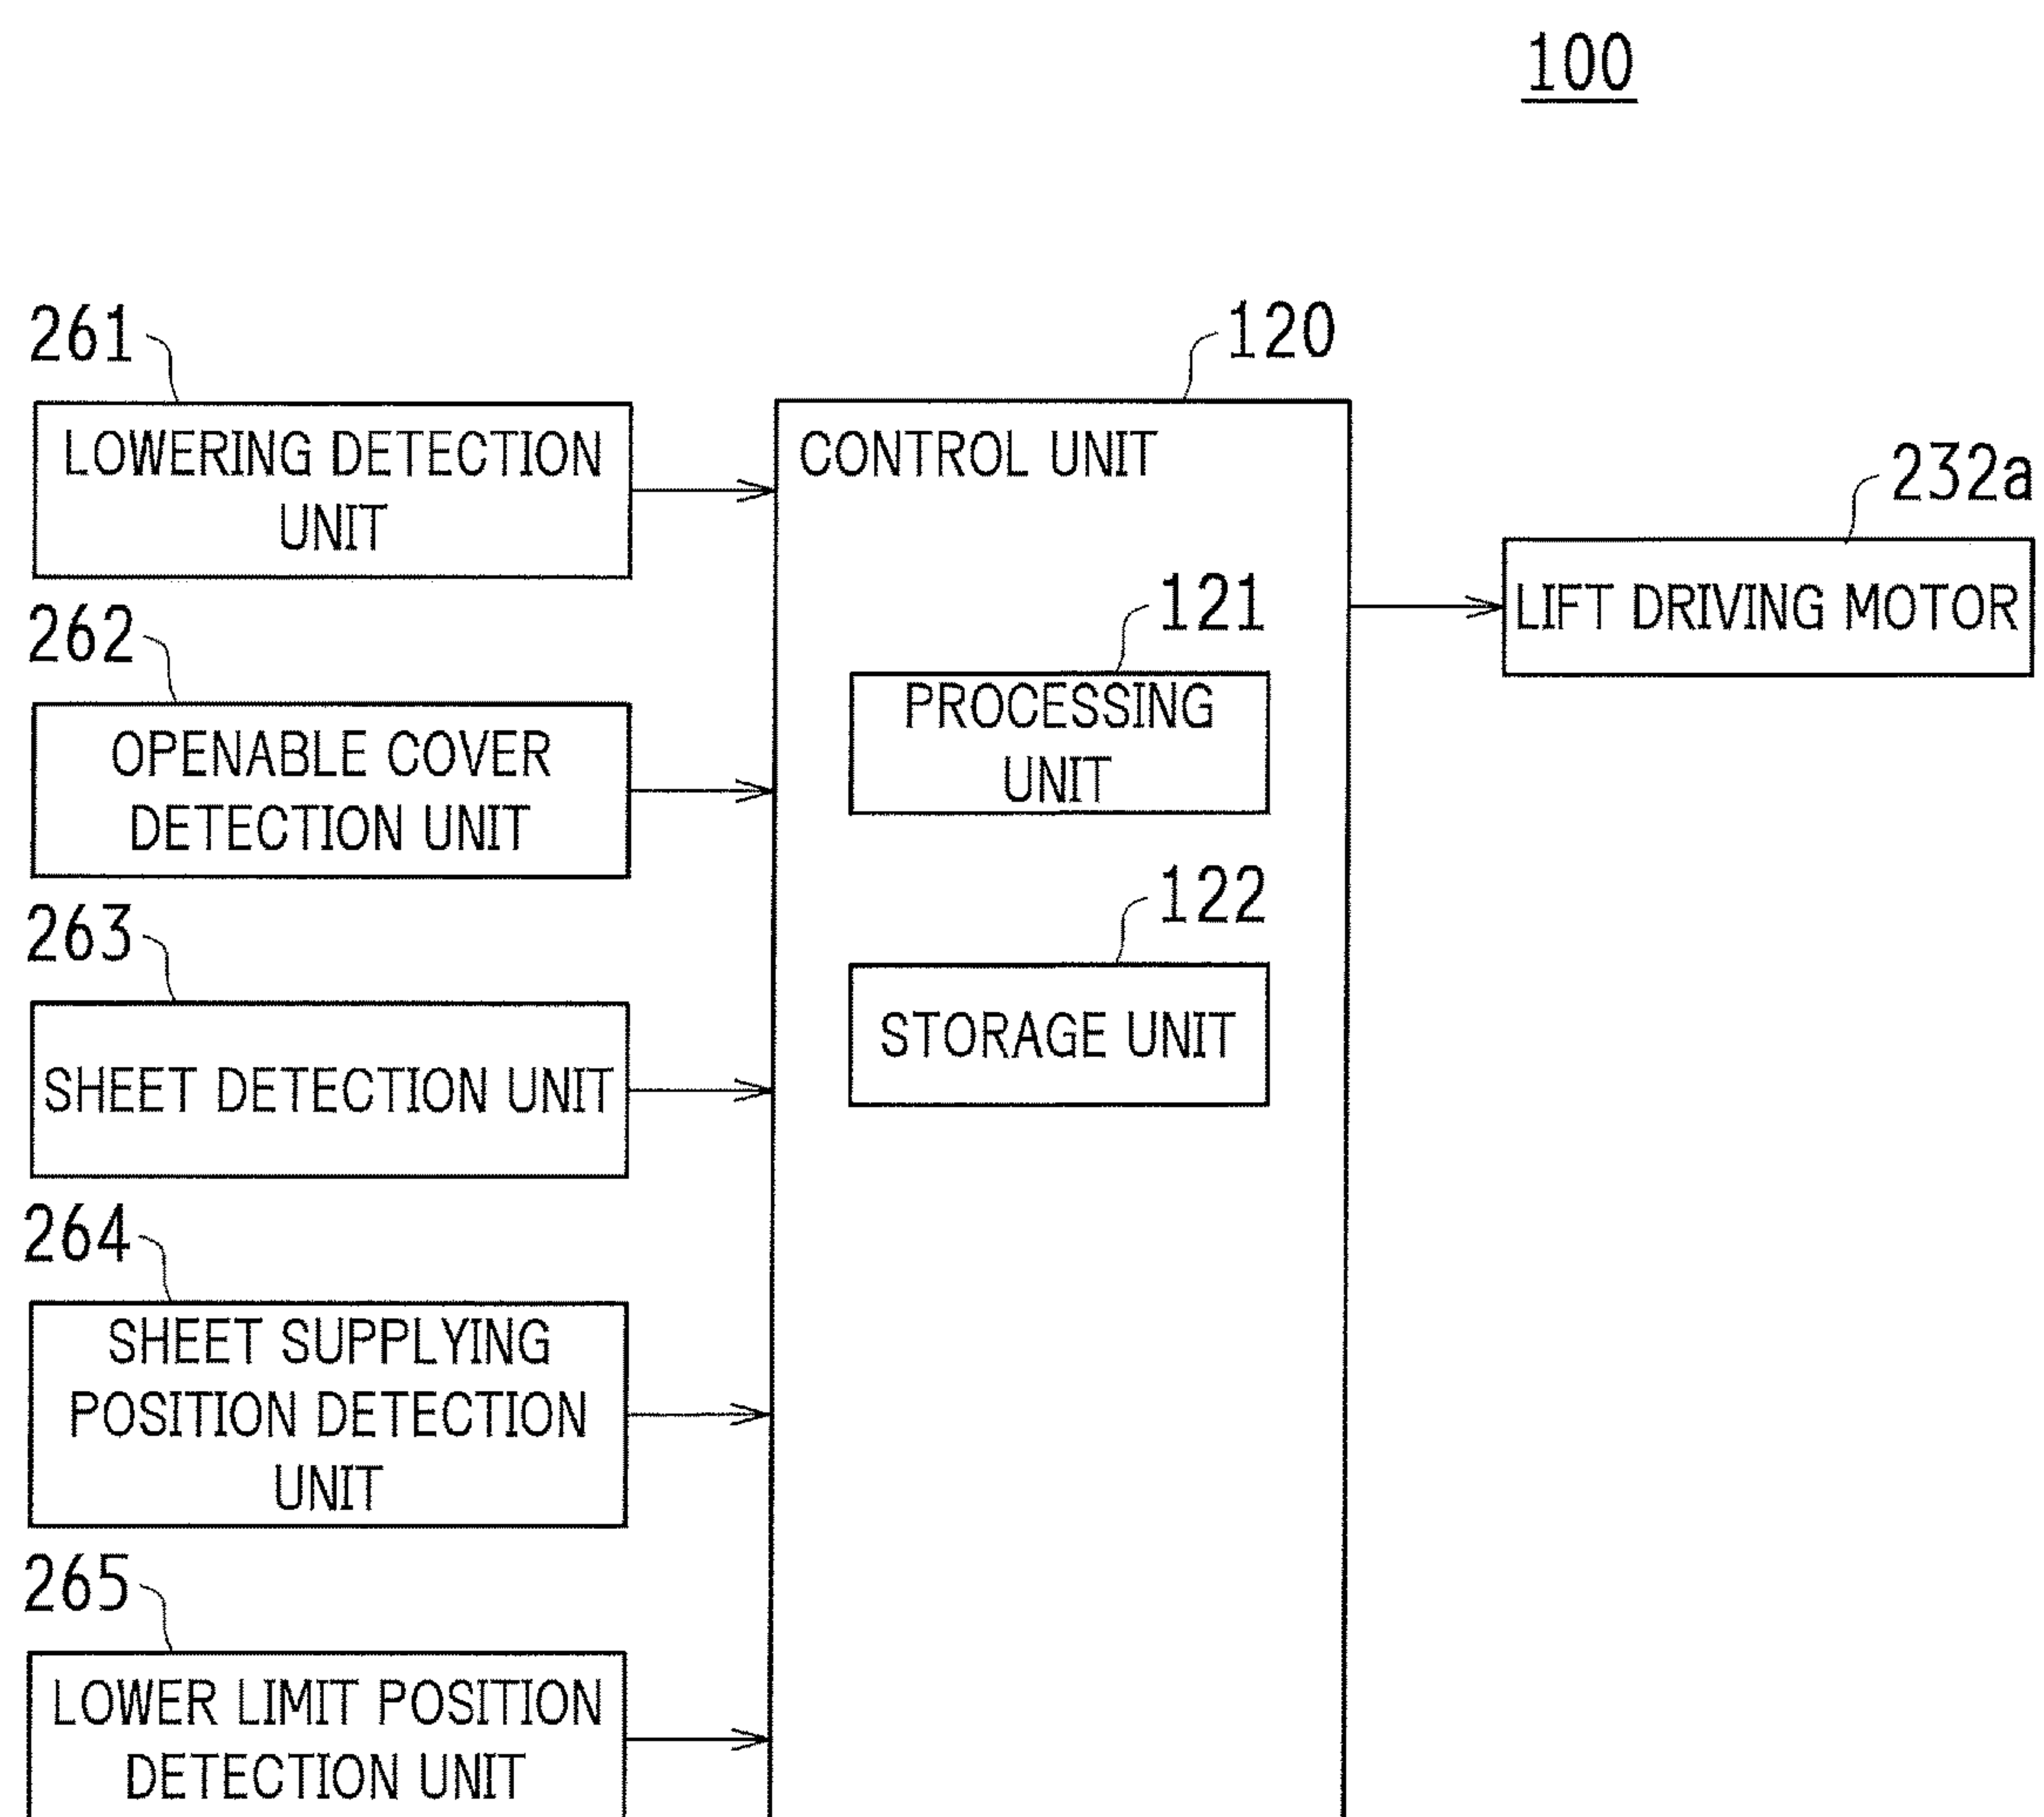 100
261
LOWERING DETECTION
UNIT
262
OPENABLE COVER
DETECTION UNIT
263
SHEET DETECTION UNIT
264
SHEET SUPPLYING
POSITION DETECTION
UNIT
265
LOWER LIMIT POSITION
DETECTION UNIT
120
CONTROL UNIT
121
PROCESSING
UNIT
122
STORAGE UNIT
232a
LIFT DRIVING MOTOR